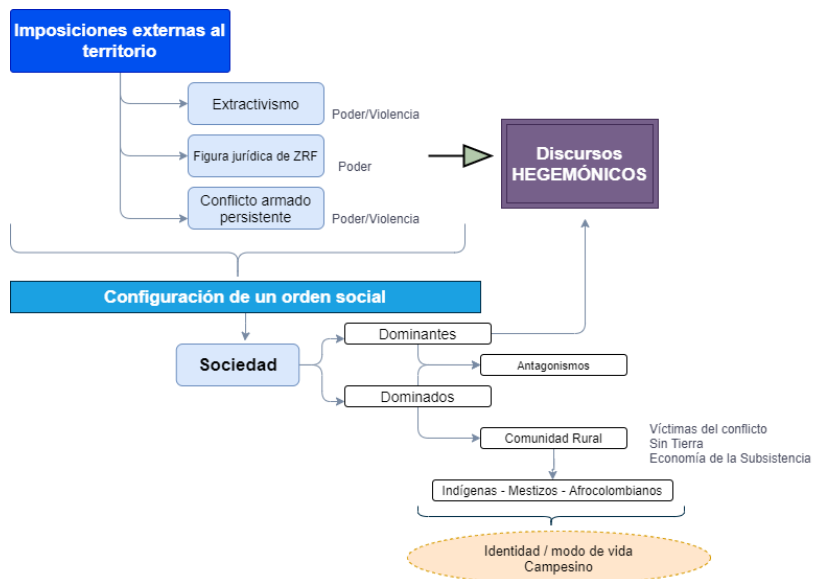 Imposiciones externas al
territorio
Extractivismo
Poder/Violencia
Figura jurídica de ZRF
Poder
Conflicto armado
persistente
Poder/Violencia
Discursos
HEGEMÓNICOS
Configuración de un orden social
Sociedad
Dominantes
Antagonismos
Dominados
Comunidad Rural
Víctimas del conflicto
Sin Tierra
Economía de la Subsistencia
Indígenas - Mestizos - Afrocolombianos
Identidad / modo de vida
Campesino